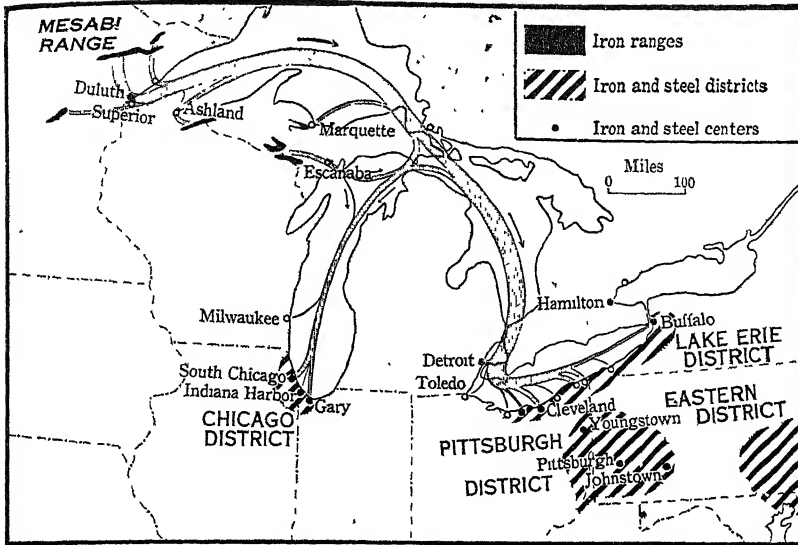 MESABI
RANGE
Iron ranges
Iron and steel districts
Iron and steel centers
Miles
0 100
Duluth
Superior
Ashland
Marquette
Escanaba
Milwaukee
South Chicago
Indiana Harbor
Gary
CHICAGO
DISTRICT
Hamilton
Buffalo
LAKE ERIE
DISTRICT
Detroit
Toledo
Cleveland
EASTERN
DISTRICT
Youngstown
PITTSBURGH
DISTRICT
Pittsburgh
Johnstown